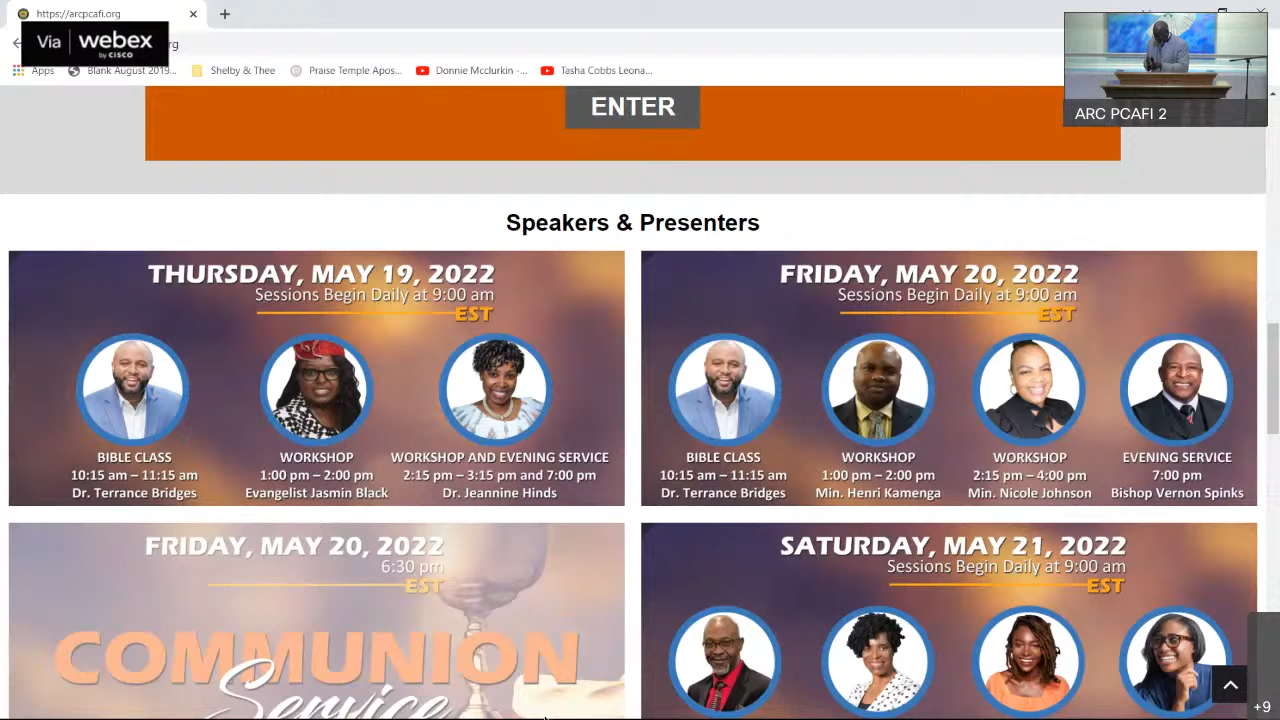 https://arcpcafi.org
Via webex
by CISCO
rg
Apps
Blank August 2019...
Shelby & Thee
Praise Temple Apos...
Donnie Mcclurkin -...
Tasha Cobbs Leona...
ARC PCAFI 2
ENTER
Speakers & Presenters
THURSDAY, MAY 19, 2022
Sessions Begin Daily at 9:00 am
EST
BIBLE CLASS
10:15 am – 11:15 am
Dr. Terrance Bridges
WORKSHOP
1:00 pm – 2:00 pm
Evangelist Jasmin Black
WORKSHOP AND EVENING SERVICE
2:15 pm – 3:15 pm and 7:00 pm
Dr. Jeannine Hinds
FRIDAY, MAY 20, 2022
Sessions Begin Daily at 9:00 am
EST
BIBLE CLASS
10:15 am – 11:15 am
Dr. Terrance Bridges
WORKSHOP
1:00 pm – 2:00 pm
Min. Henri Kamenga
WORKSHOP
2:15 pm – 4:00 pm
Min. Nicole Johnson
EVENING SERVICE
7:00 pm
Bishop Vernon Spinks
FRIDAY, MAY 20, 2022
6:30 pm
EST
COMMUNION
Service
SATURDAY, MAY 21, 2022
Sessions Begin Daily at 9:00 am
EST
+9